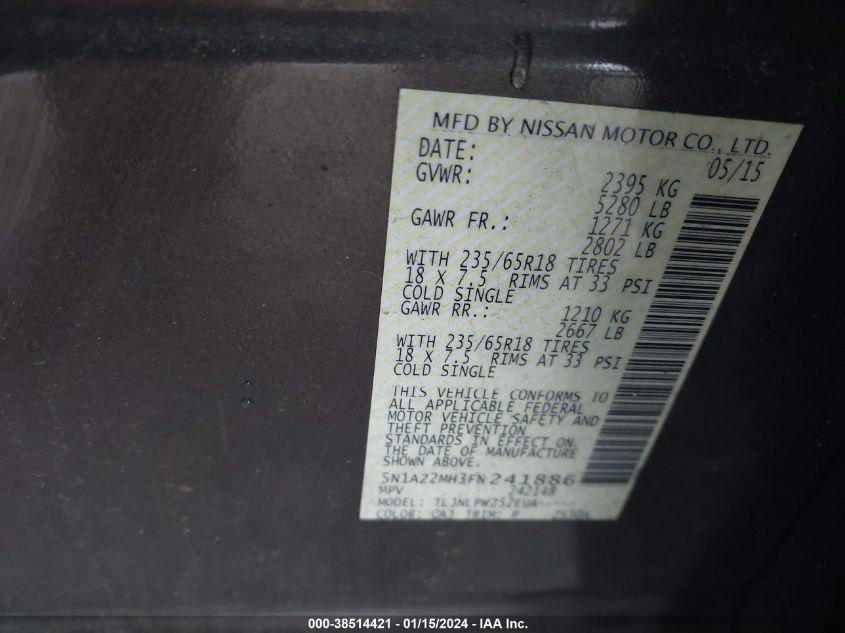 MFD BY NISSAN MOTOR CO., LTD.
DATE: 05/15
GVWR: 2395 KG
5280 LB
GAWR FR.: 1271 KG
2802 LB
WITH 235/65R18 TIRES
18 X 7.5 RIMS AT 33 PSI
COLD SINGLE
GAWR RR.: 1210 KG
2667 LB
WITH 235/65R18 TIRES
18 X 7.5 RIMS AT 33 PSI
COLD SINGLE
THIS VEHICLE CONFORMS TO
ALL APPLICABLE FEDERAL
MOTOR VEHICLE SAFETY AND
THEFT PREVENTION
STANDARDS IN EFFECT ON
THE DATE OF MANUFACTURE
SHOWN ABOVE.
5N1AZ2MH3FN241886
MPV 242148
MODEL: TLJNLPWZ52EUA-----
COLOR: CAJ TRIM: P
000-38514421 - 01/15/2024 - IAA Inc.